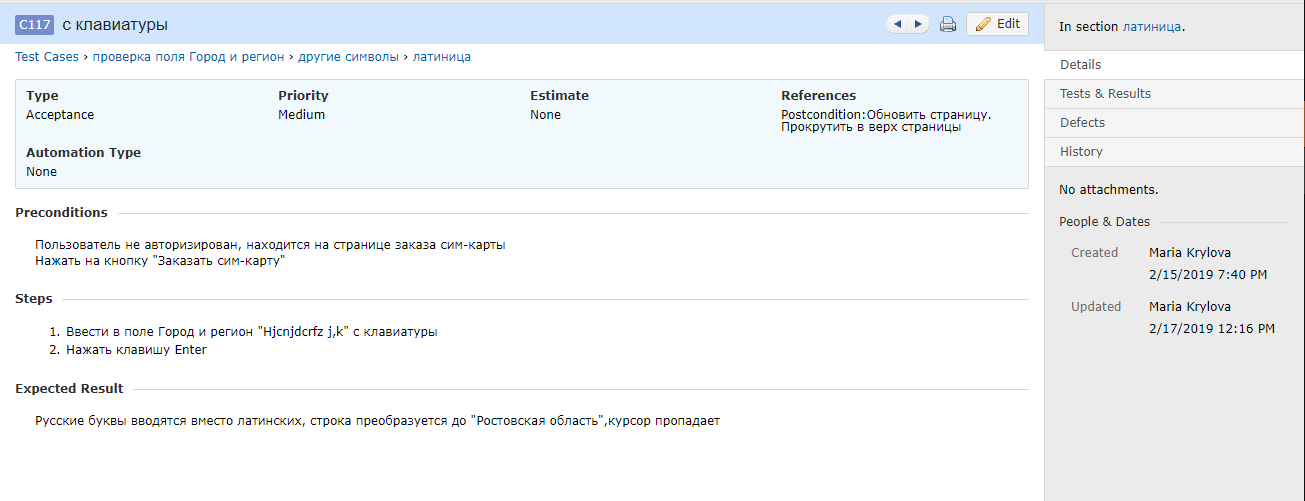 C117 с клавиатуры
Edit
Test Cases › проверка поля Город и регион › другие символы › латиница
Type
Priority
Estimate
References
Acceptance
Medium
None
Postcondition:Обновить страницу.
Прокрутить в верх страницы
Automation Type
None
Preconditions
Пользователь не авторизирован, находится на странице заказа сим-карты
Нажать на кнопку "Заказать сим-карту"
Steps
1. Ввести в поле Город и регион "Hjcnjdcrfz j,k" с клавиатуры
2. Нажать клавишу Enter
Expected Result
Русские буквы вводятся вместо латинских, строка преобразуется до "Ростовская область",курсор пропадает
In section латиница.
Details
Tests & Results
Defects
History
No attachments.
People & Dates
Created Maria Krylova
2/15/2019 7:40 PM
Updated Maria Krylova
2/17/2019 12:16 PM